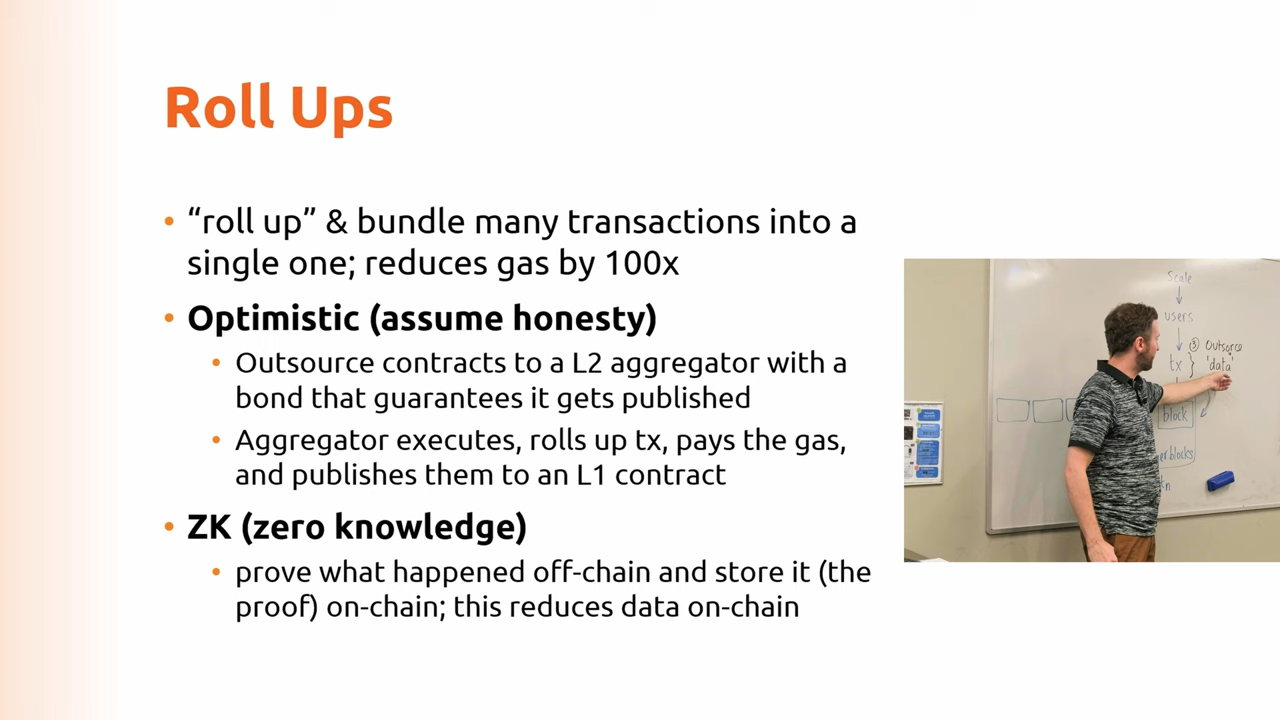 Roll Ups
• “roll up” & bundle many transactions into a
single one; reduces gas by 100x
• Optimistic (assume honesty)
• Outsource contracts to a L2 aggregator with a
bond that guarantees it gets published
• Aggregator executes, rolls up tx, pays the gas,
and publishes them to an L1 contract
• ZK (zero knowledge)
• prove what happened off-chain and store it (the
proof) on-chain; this reduces data on-chain
Scale
users
③ Outsorce
tx } 'data'
block
blocks